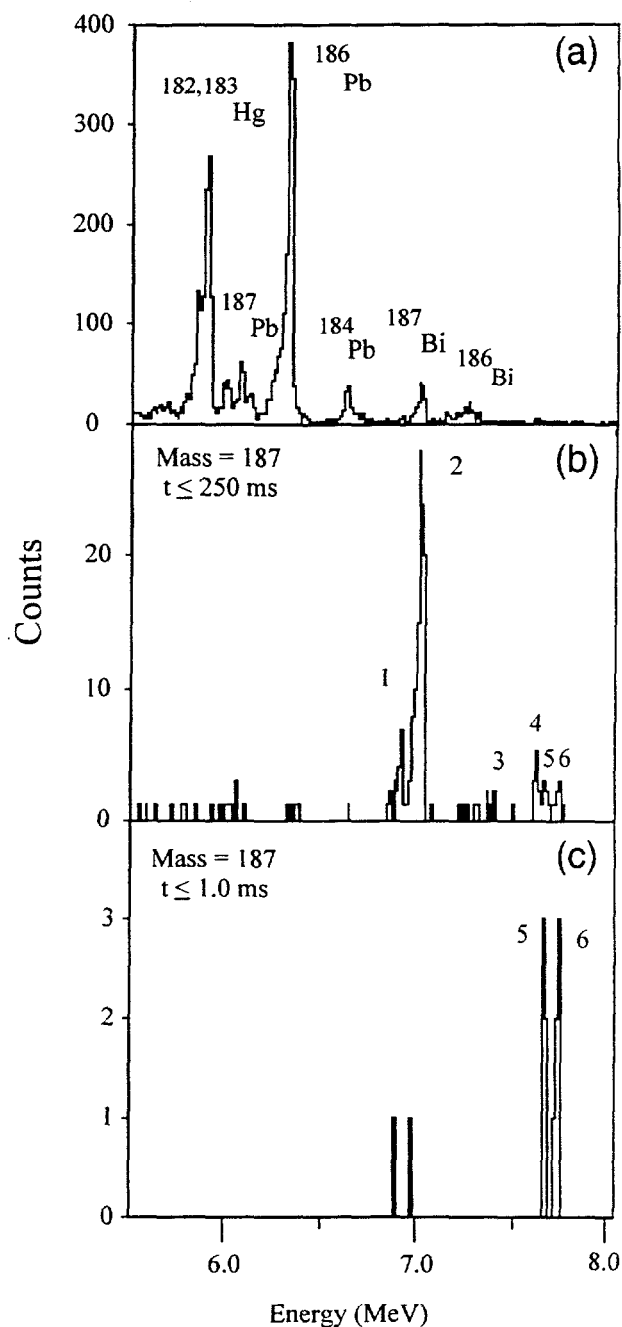 400
300
200
100
0
(a)
186
Pb
182,183
Hg
187
Pb
184
Pb
187
Bi
186
Bi
Mass = 187
t ≤ 250 ms
(b)
20
10
0
1
2
3
4
5 6
Mass = 187
t ≤ 1.0 ms
(c)
3
2
1
0
5
6
Counts
6.0
7.0
8.0
Energy (MeV)